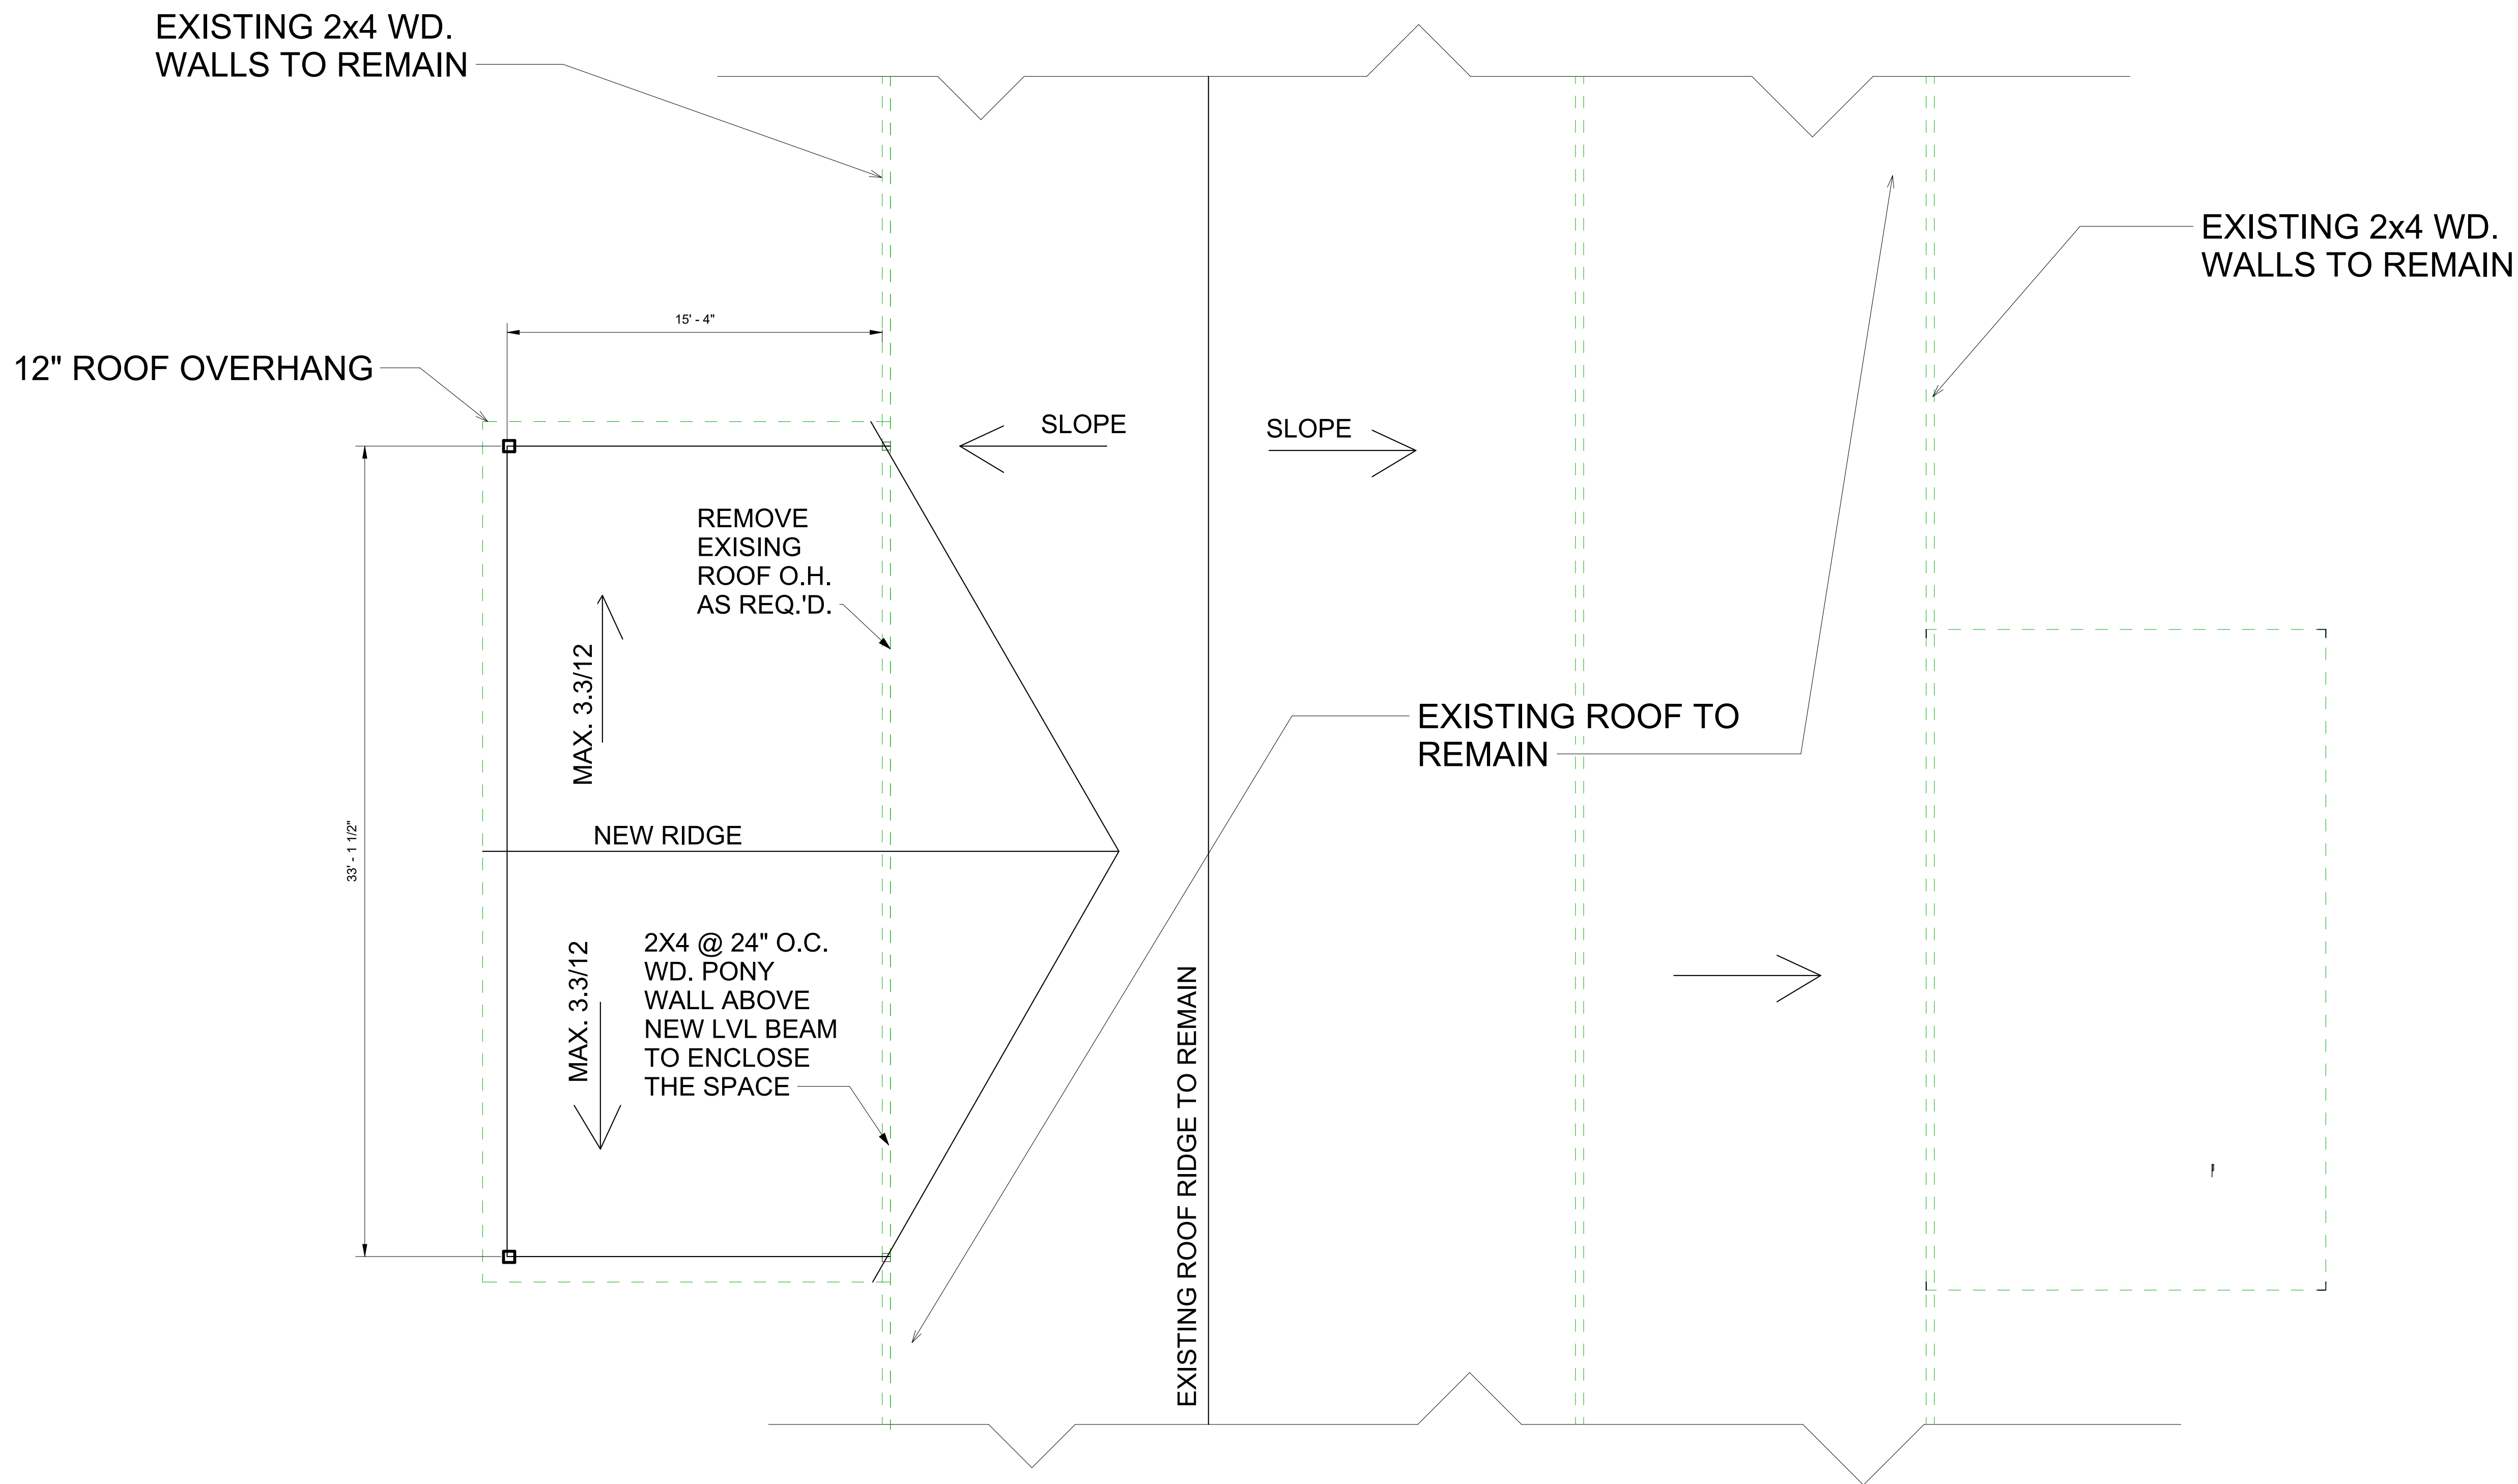 EXISTING 2x4 WD.
WALLS TO REMAIN
EXISTING 2x4 WD.
WALLS TO REMAIN
15' - 4"
12" ROOF OVERHANG
SLOPE
SLOPE
REMOVE
EXISING
ROOF O.H.
AS REQ.'D.
MAX. 3.3/12
EXISTING ROOF TO
REMAIN
NEW RIDGE
33' - 1 1/2"
2X4 @ 24" O.C.
WD. PONY
WALL ABOVE
NEW LVL BEAM
TO ENCLOSE
THE SPACE
MAX. 3.3/12
EXISTING ROOF RIDGE TO REMAIN